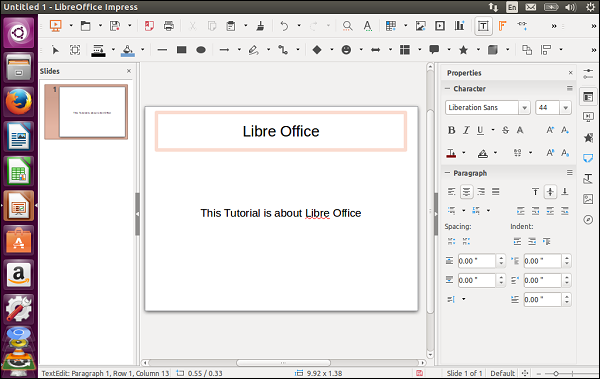 Untitled 1 - LibreOffice Impress
En
Slides
Properties
1
Character
Liberation Sans
44
Libre Office
Paragraph
This Tutorial is about Libre Office
Spacing:
Indent:
0.00 "
0.00 "
0.00 "
0.00 "
0.00 "
TextEdit: Paragraph 1, Row 1, Column 13
0.55 / 0.33
9.92 x 1.38
Slide 1 of 1
Default